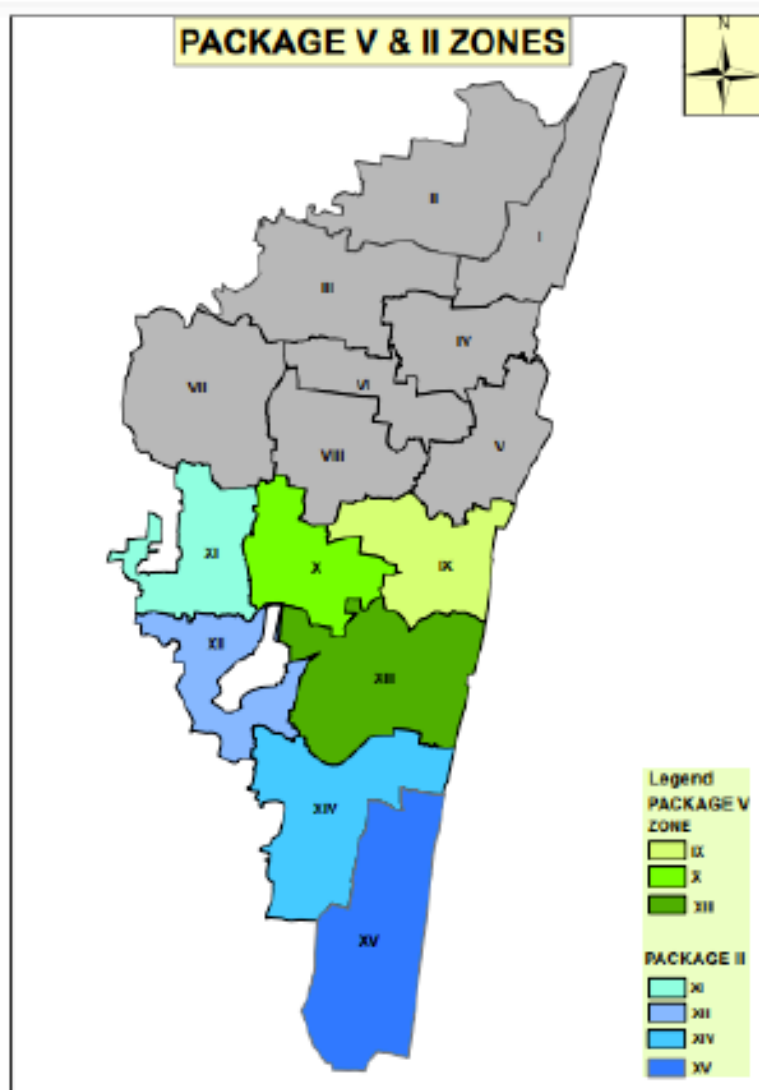 PACKAGE V & II ZONES
N
II
I
III
IV
VII
VI
V
VIII
XI
X
IX
XII
XIII
XIV
XV
Legend
PACKAGE V
ZONE
IX
X
XIII
PACKAGE II
XI
XII
XIV
XV